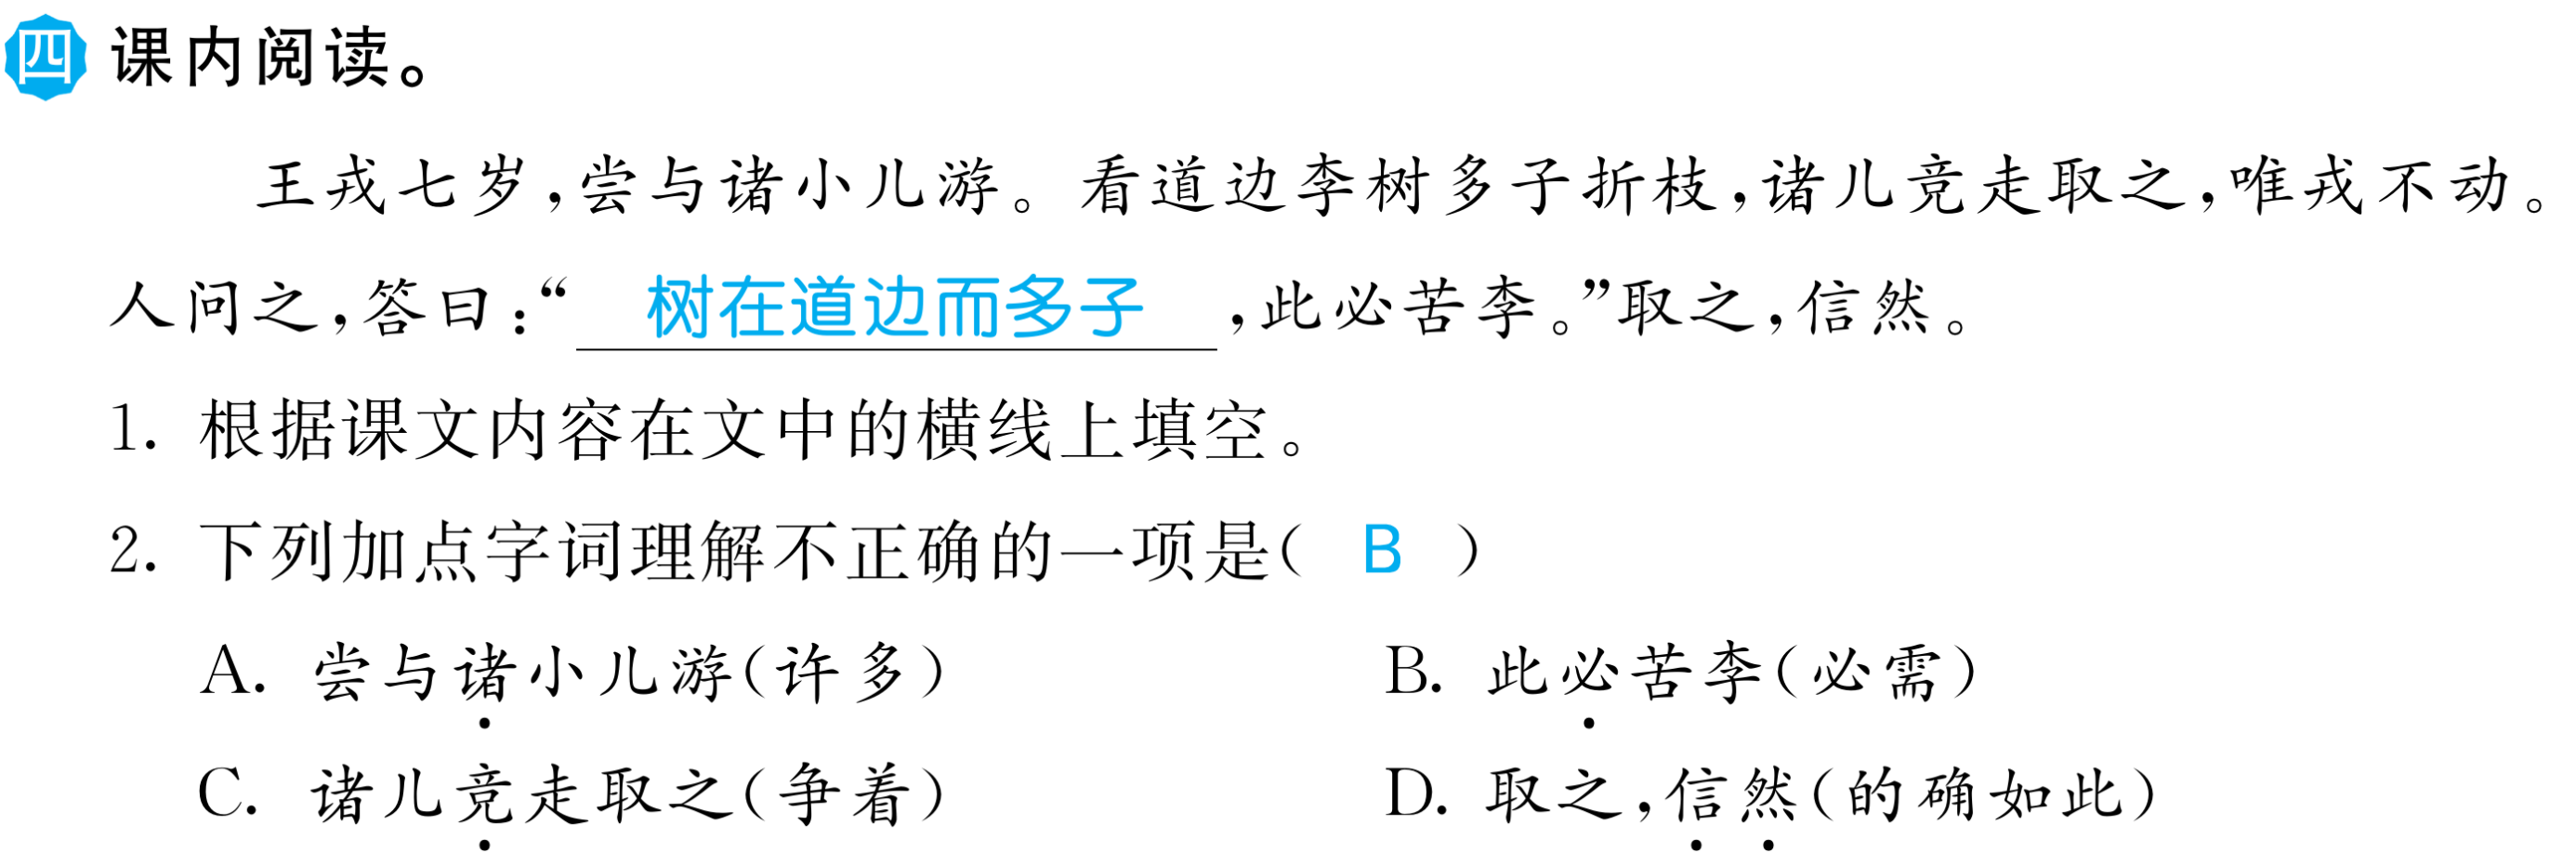 四 课内阅读。
王戎七岁,尝与诸小儿游。看道边李树多子折枝,诸儿竞走取之,唯戎不动。
人问之,答曰:“树在道边而多子,此必苦李。”取之,信然。
1. 根据课文内容在文中的横线上填空。
2. 下列加点字词理解不正确的一项是( B )
A. 尝与诸小儿游(许多) B. 此必苦李(必需)
C. 诸儿竞走取之(争着) D. 取之,信然(的确如此)